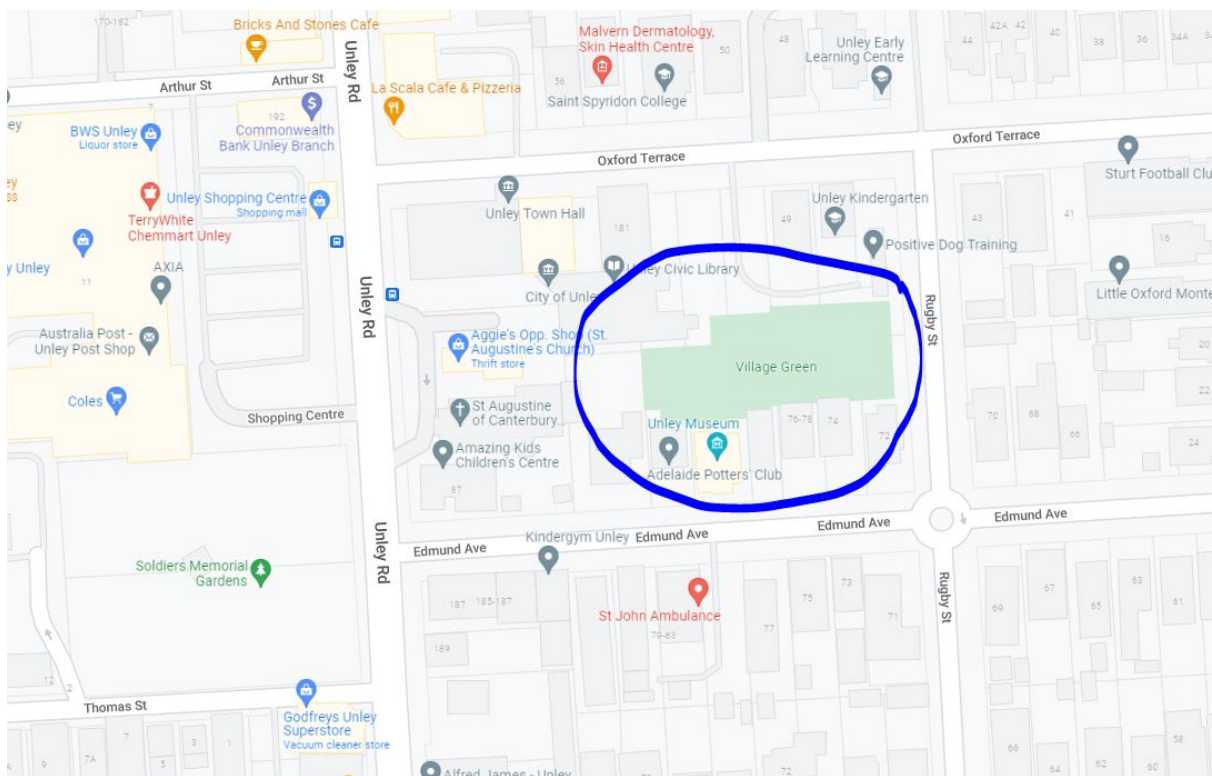 170-182
Bricks And Stones Cafe
Arthur St
Arthur St
Unley Rd
La Scala Cafe & Pizzeria
Malvern Dermatology,
Skin Health Centre
50
56
Saint Spyridon College
48
Unley Early
Learning Centre
44
42A
42
40
38
36
34A
7
BWS Unley
Liquor store
192
Commonwealth
Bank Unley Branch
Oxford Terrace
Oxford Terrace
Sturt Football Clu
Unley Shopping Centre
Shopping mall
TerryWhite
Chemmart Unley
Unley Town Hall
181
49
Unley Kindergarten
Positive Dog Training
43
41
16
y Unley
11
AXIA
Unley Rd
City of Unle
Unley Civic Library
Rugby St
Little Oxford Monte
Australia Post -
Unley Post Shop
Aggie's Opp. Shop (St.
Augustine's Church)
Thrift store
Village Green
20
22
Coles
Shopping Centre
St Augustine
of Canterbury...
Amazing Kids
Children's Centre
87
Unley Museum
Adelaide Potters' Club
76-78
74
72
70
68
66
24
Unley Rd
Edmund Ave
Kindergym Unley
Edmund Ave
Edmund Ave
Edmund Ave
Soldiers Memorial
Gardens
187
185-187
189
St John Ambulance
79-83
77
75
73
71
Rugby St
69
67
65
63
61
12
2
Thomas St
Godfreys Unley
Superstore
Vacuum cleaner store
9
7A
7
5
3
1
Alfred James - Unley
74
72
66
64
62
60
58